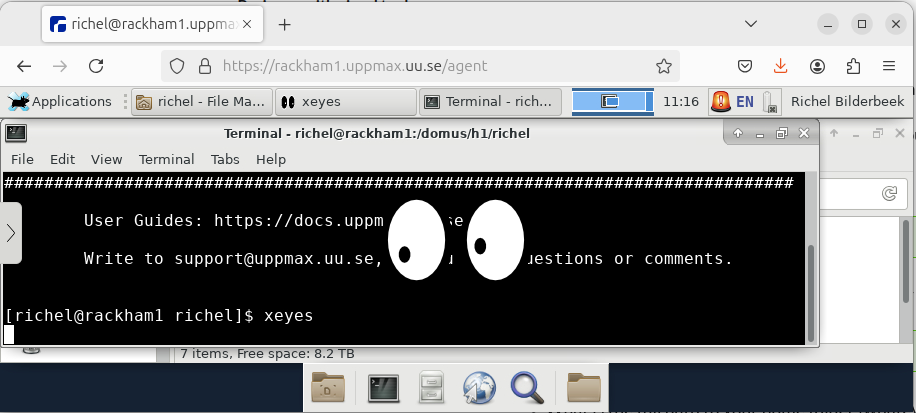 richel@rackham1.uppmax
https://rackham1.uppmax.uu.se/agent
Applications richel - File Ma... xeyes Terminal - rich... 11:16 EN Richel Bilderbeek
Terminal - richel@rackham1:/domus/h1/richel
File Edit View Terminal Tabs Help
###############################################################################
User Guides: https://docs.uppm se
Write to support@uppmax.uu.se, uestions or comments.
[richel@rackham1 richel]$ xeyes
7 items, Free space: 8.2 TB